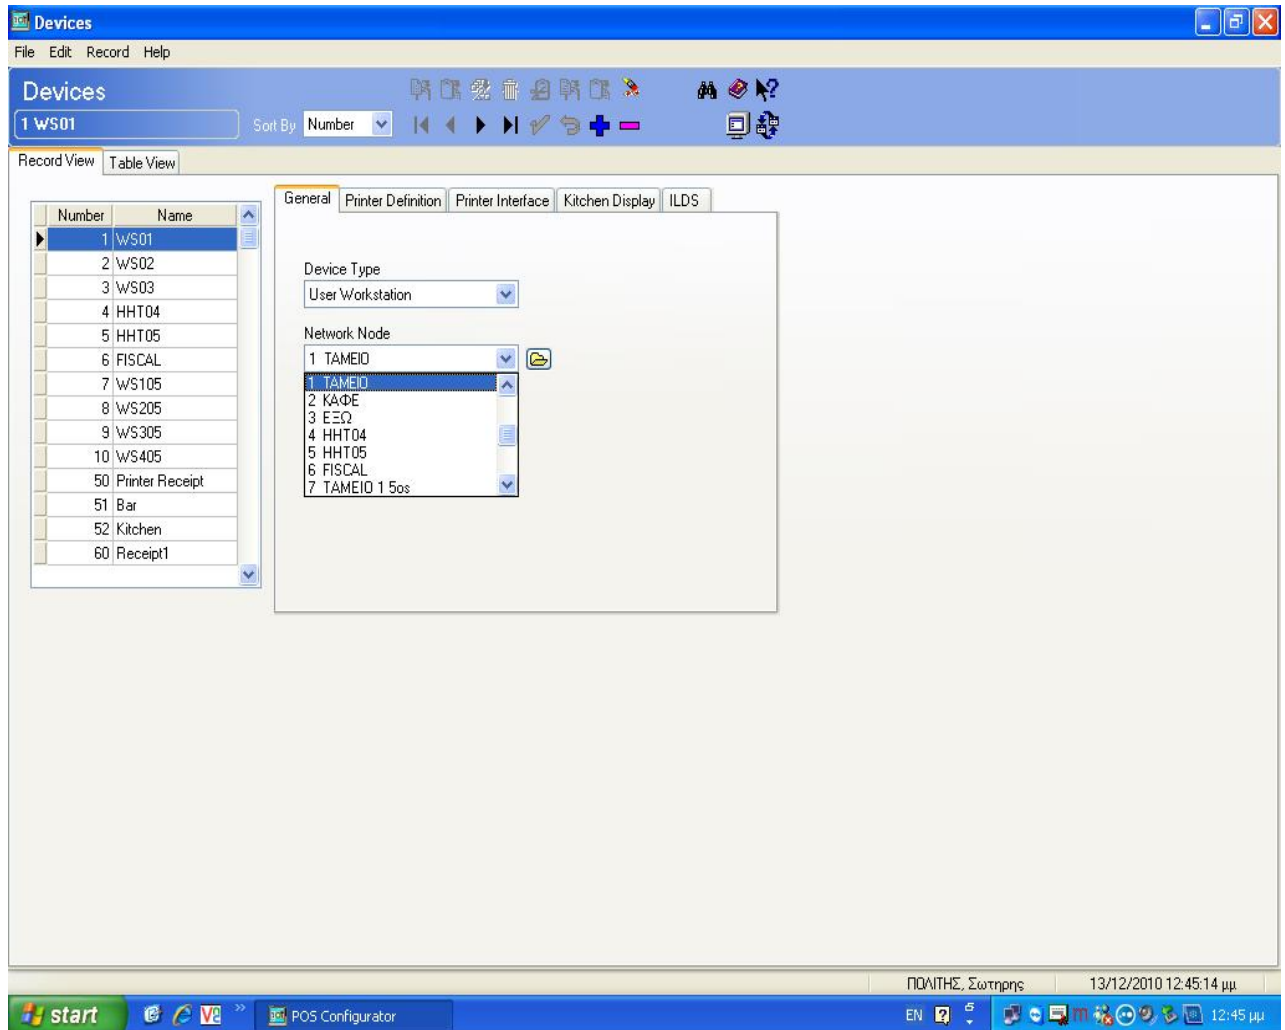 Devices
File Edit Record Help
Devices
1 WS01
Sort By Number
Record View Table View
General Printer Definition Printer Interface Kitchen Display ILDS
Number Name
1 WS01
2 WS02
3 WS03
4 HHT04
5 HHT05
6 FISCAL
7 WS105
8 WS205
9 WS305
10 WS405
50 Printer Receipt
51 Bar
52 Kitchen
60 Receipt1
Device Type
User Workstation
Network Node
1 ΤΑΜΕΙΟ
1 ΤΑΜΕΙΟ
2 ΚΑΦΕ
3 ΕΞΩ
4 HHT04
5 HHT05
6 FISCAL
7 ΤΑΜΕΙΟ 1 5os
ΠΟΛΙΤΗΣ, Σωτηρης 13/12/2010 12:45:14 μμ
start POS Configurator EN 12:45 μμ